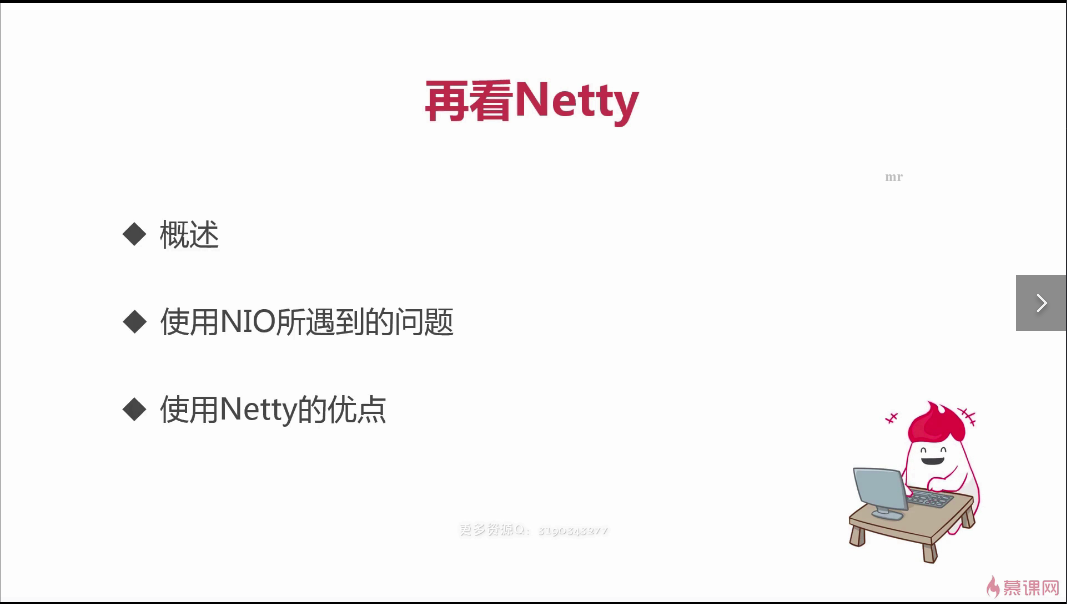 再看Netty
mr
◆ 概述
◆ 使用NIO所遇到的问题
◆ 使用Netty的优点
更多资源Q:
慕课网